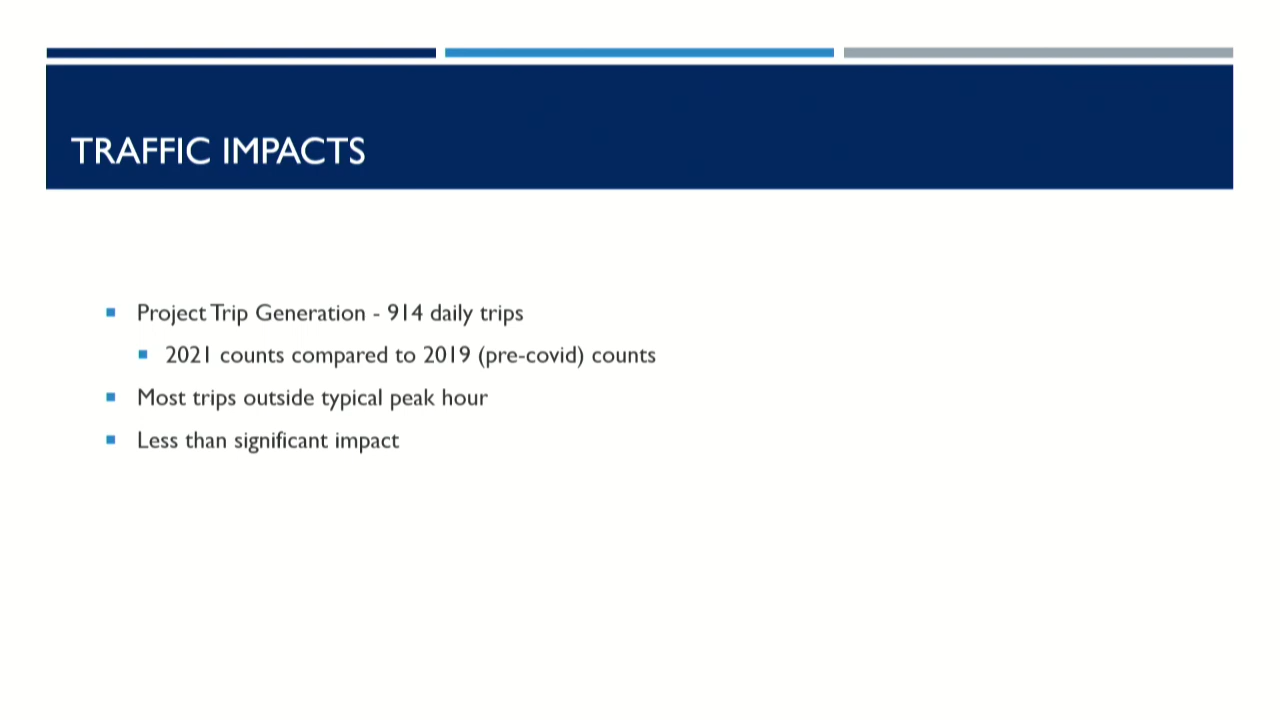 TRAFFIC IMPACTS
Project Trip Generation - 914 daily trips
2021 counts compared to 2019 (pre-covid) counts
Most trips outside typical peak hour
Less than significant impact